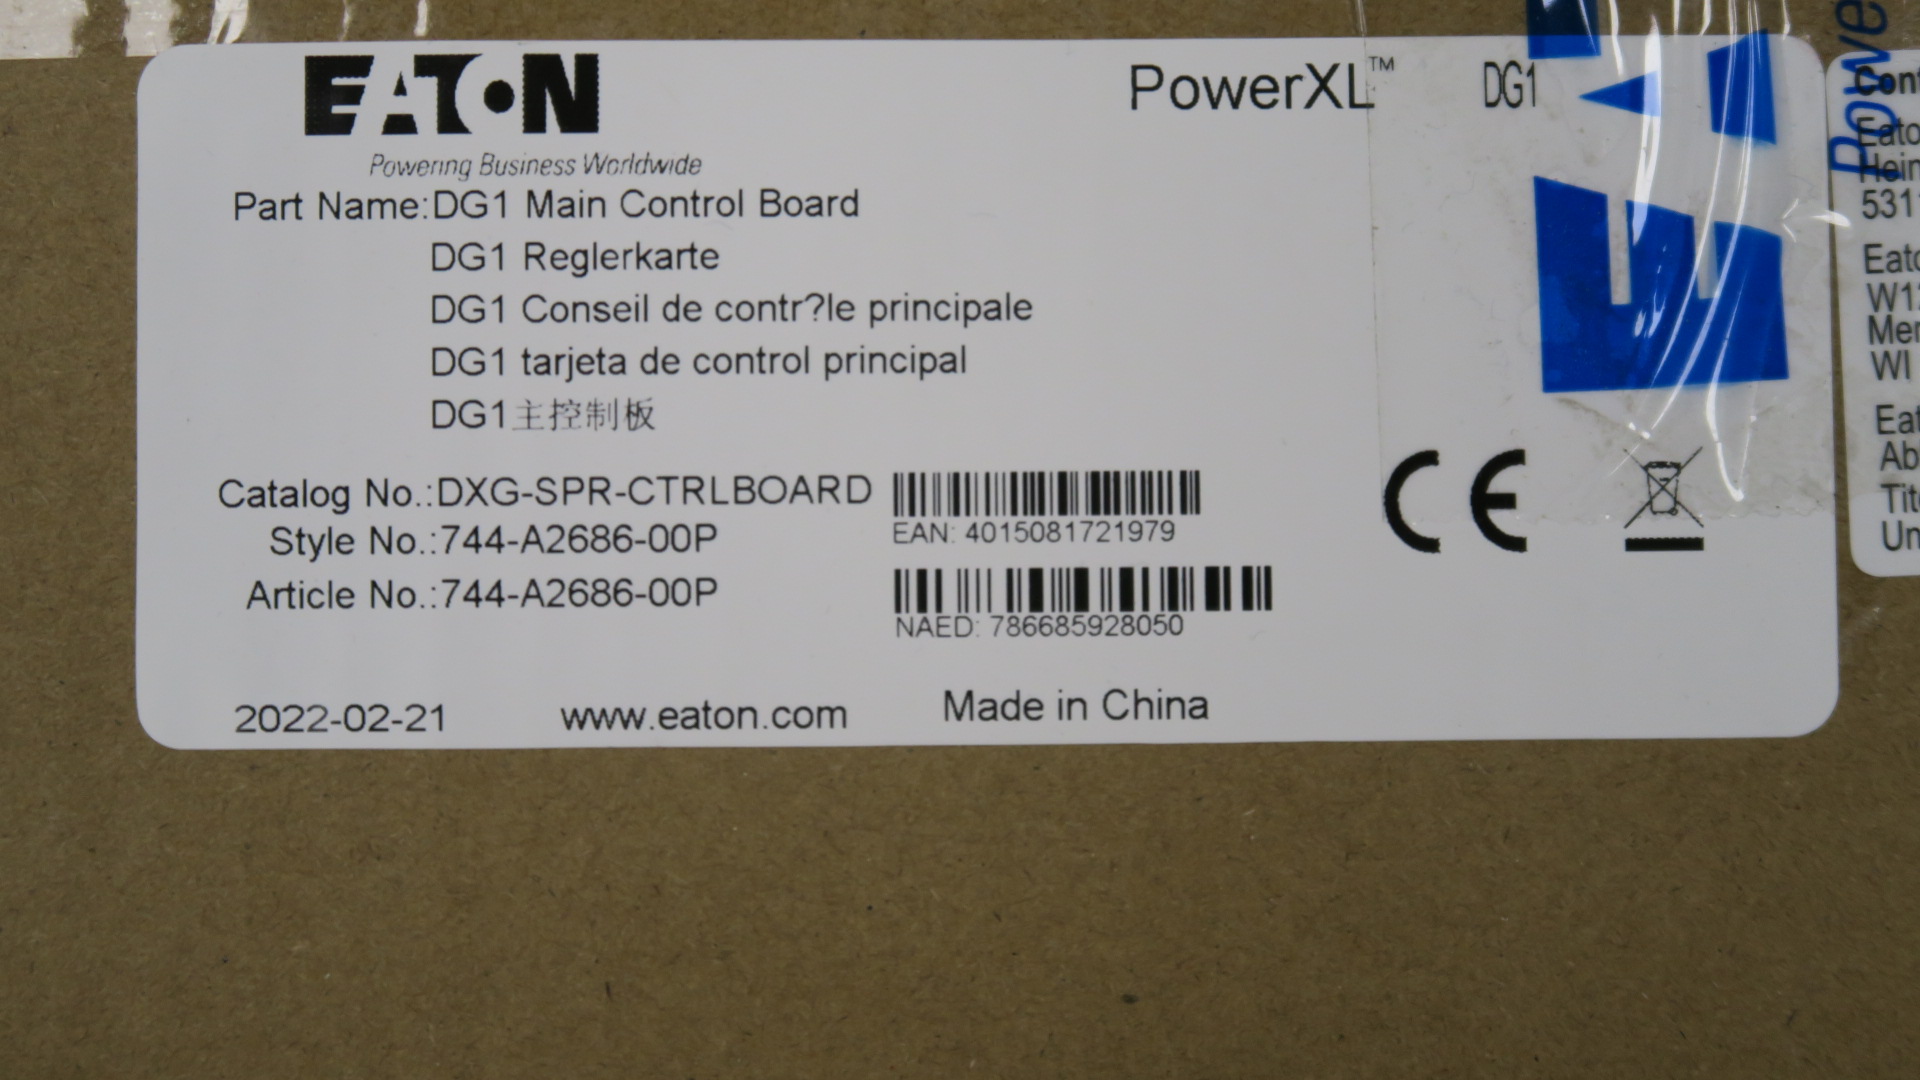 EATON
Powering Business Worldwide
PowerXL™ DG1
Part Name:DG1 Main Control Board
DG1 Reglerkarte
DG1 Conseil de contr?le principale
DG1 tarjeta de control principal
DG1主控制板
Catalog No.:DXG-SPR-CTRLBOARD
EAN: 4015081721979
Style No.:744-A2686-00P
Article No.:744-A2686-00P
NAED: 786685928050
2022-02-21 www.eaton.com Made in China
CE
WI